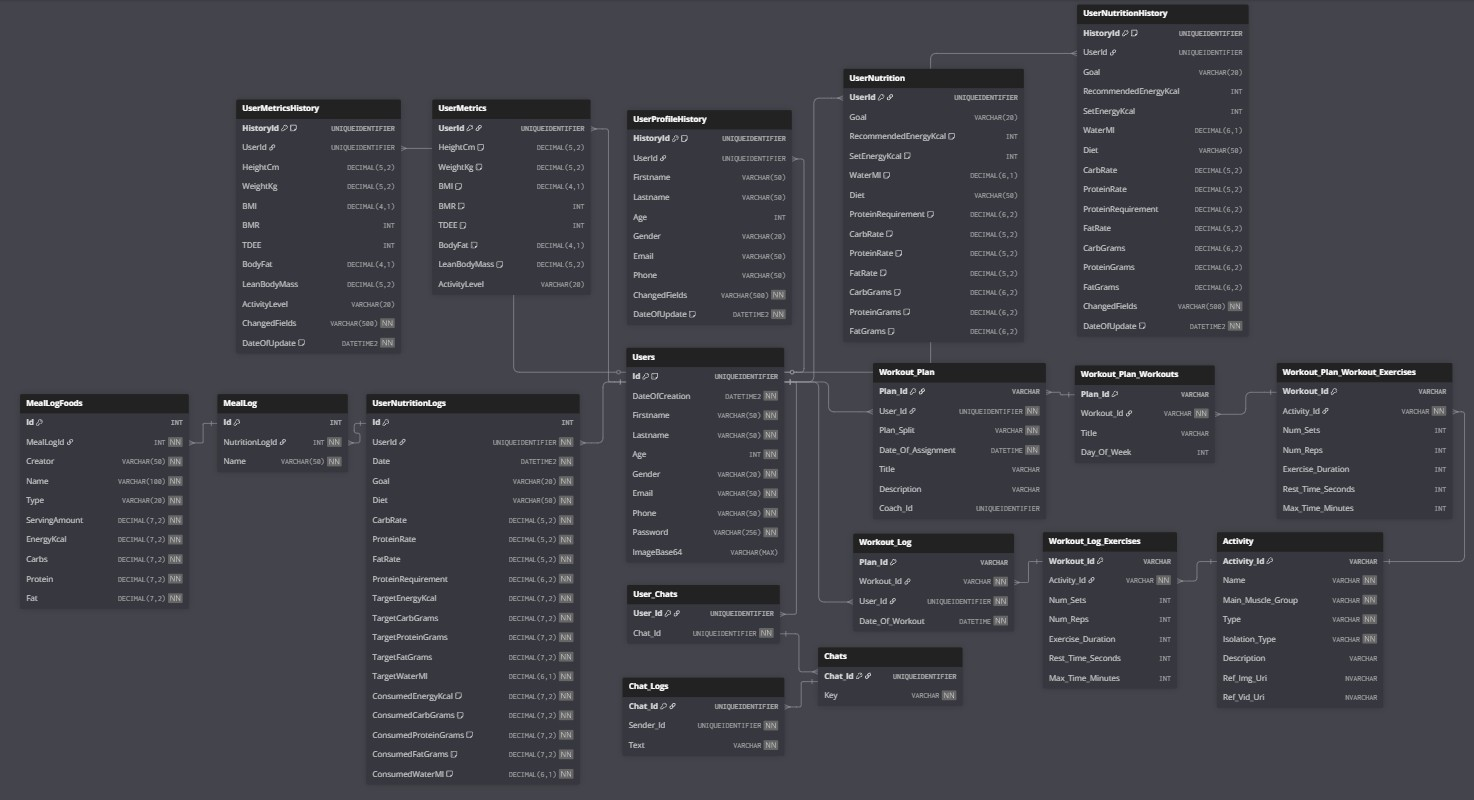 UserNutritionHistory
HistoryId UNIQUEIDENTIFIER
UserId UNIQUEIDENTIFIER
Goal VARCHAR(20)
RecommendedEnergyKcal INT
SetEnergyKcal INT
WaterMl DECIMAL(6,1)
Diet VARCHAR(50)
CarbRate DECIMAL(5,2)
ProteinRate DECIMAL(5,2)
ProteinRequirement DECIMAL(6,2)
FatRate DECIMAL(5,2)
CarbGrams DECIMAL(6,2)
ProteinGrams DECIMAL(6,2)
FatGrams DECIMAL(6,2)
ChangedFields VARCHAR(500) NN
DateOfUpdate DATETIME2 NN
UserNutrition
UserId UNIQUEIDENTIFIER
Goal VARCHAR(20)
RecommendedEnergyKcal INT
SetEnergyKcal INT
WaterMl DECIMAL(6,1)
Diet VARCHAR(50)
ProteinRequirement DECIMAL(6,2)
CarbRate DECIMAL(5,2)
ProteinRate DECIMAL(5,2)
FatRate DECIMAL(5,2)
CarbGrams DECIMAL(6,2)
ProteinGrams DECIMAL(6,2)
FatGrams DECIMAL(6,2)
UserMetricsHistory
HistoryId UNIQUEIDENTIFIER
UserId UNIQUEIDENTIFIER
HeightCm DECIMAL(5,2)
WeightKg DECIMAL(5,2)
BMI DECIMAL(4,1)
BMR INT
TDEE INT
BodyFat DECIMAL(4,1)
LeanBodyMass DECIMAL(5,2)
ActivityLevel VARCHAR(20)
ChangedFields VARCHAR(500) NN
DateOfUpdate DATETIME2 NN
UserMetrics
UserId UNIQUEIDENTIFIER
HeightCm DECIMAL(5,2)
WeightKg DECIMAL(5,2)
BMI DECIMAL(4,1)
BMR INT
TDEE INT
BodyFat DECIMAL(4,1)
LeanBodyMass DECIMAL(5,2)
ActivityLevel VARCHAR(20)
UserProfileHistory
HistoryId UNIQUEIDENTIFIER
UserId UNIQUEIDENTIFIER
Firstname VARCHAR(50)
Lastname VARCHAR(50)
Age INT
Gender VARCHAR(20)
Email VARCHAR(50)
Phone VARCHAR(50)
ChangedFields VARCHAR(500) NN
DateOfUpdate DATETIME2 NN
Users
Id UNIQUEIDENTIFIER
DateOfCreation DATETIME2 NN
Firstname VARCHAR(50) NN
Lastname VARCHAR(50) NN
Age INT NN
Gender VARCHAR(20) NN
Email VARCHAR(50) NN
Phone VARCHAR(50) NN
Password VARCHAR(256) NN
ImageBase64 VARCHAR(MAX)
Workout_Plan
Plan_Id VARCHAR
User_Id UNIQUEIDENTIFIER NN
Plan_Split VARCHAR NN
Date_Of_Assignment DATETIME NN
Title VARCHAR
Description VARCHAR
Coach_Id UNIQUEIDENTIFIER
Workout_Plan_Workouts
Plan_Id VARCHAR
Workout_Id VARCHAR NN
Title VARCHAR
Day_Of_Week INT
Workout_Plan_Workout_Exercises
Workout_Id VARCHAR
Activity_Id VARCHAR NN
Num_Sets INT
Num_Reps INT
Exercise_Duration INT
Rest_Time_Seconds INT
Max_Time_Minutes INT
MealLogFoods
Id INT
MealLogId INT NN
Creator VARCHAR(50) NN
Name VARCHAR(100) NN
Type VARCHAR(20) NN
ServingAmount DECIMAL(7,2) NN
EnergyKcal DECIMAL(7,2) NN
Carbs DECIMAL(7,2) NN
Protein DECIMAL(7,2) NN
Fat DECIMAL(7,2) NN
MealLog
Id INT
NutritionLogId INT NN
Name VARCHAR(50) NN
UserNutritionLogs
Id INT
UserId UNIQUEIDENTIFIER NN
Date DATETIME2 NN
Goal VARCHAR(20) NN
Diet VARCHAR(50) NN
CarbRate DECIMAL(5,2) NN
ProteinRate DECIMAL(5,2) NN
FatRate DECIMAL(5,2) NN
ProteinRequirement DECIMAL(6,2) NN
TargetEnergyKcal DECIMAL(7,2) NN
TargetCarbGrams DECIMAL(7,2) NN
TargetProteinGrams DECIMAL(7,2) NN
TargetFatGrams DECIMAL(7,2) NN
TargetWaterMl DECIMAL(6,1) NN
ConsumedEnergyKcal DECIMAL(7,2) NN
ConsumedCarbGrams DECIMAL(7,2) NN
ConsumedProteinGrams DECIMAL(7,2) NN
ConsumedFatGrams DECIMAL(7,2) NN
ConsumedWaterMl DECIMAL(6,1) NN
Workout_Log
Plan_Id VARCHAR
Workout_Id VARCHAR NN
User_Id UNIQUEIDENTIFIER NN
Date_Of_Workout DATETIME NN
Workout_Log_Exercises
Workout_Id VARCHAR
Activity_Id VARCHAR NN
Num_Sets INT
Num_Reps INT
Exercise_Duration INT
Rest_Time_Seconds INT
Max_Time_Minutes INT
Activity
Activity_Id VARCHAR
Name VARCHAR NN
Main_Muscle_Group VARCHAR NN
Type VARCHAR NN
Isolation_Type VARCHAR NN
Description VARCHAR
Ref_Img_Uri NVARCHAR
Ref_Vid_Uri NVARCHAR
User_Chats
User_Id UNIQUEIDENTIFIER
Chat_Id UNIQUEIDENTIFIER NN
Chats
Chat_Id UNIQUEIDENTIFIER
Key VARCHAR NN
Chat_Logs
Chat_Id UNIQUEIDENTIFIER
Sender_Id UNIQUEIDENTIFIER NN
Text VARCHAR NN